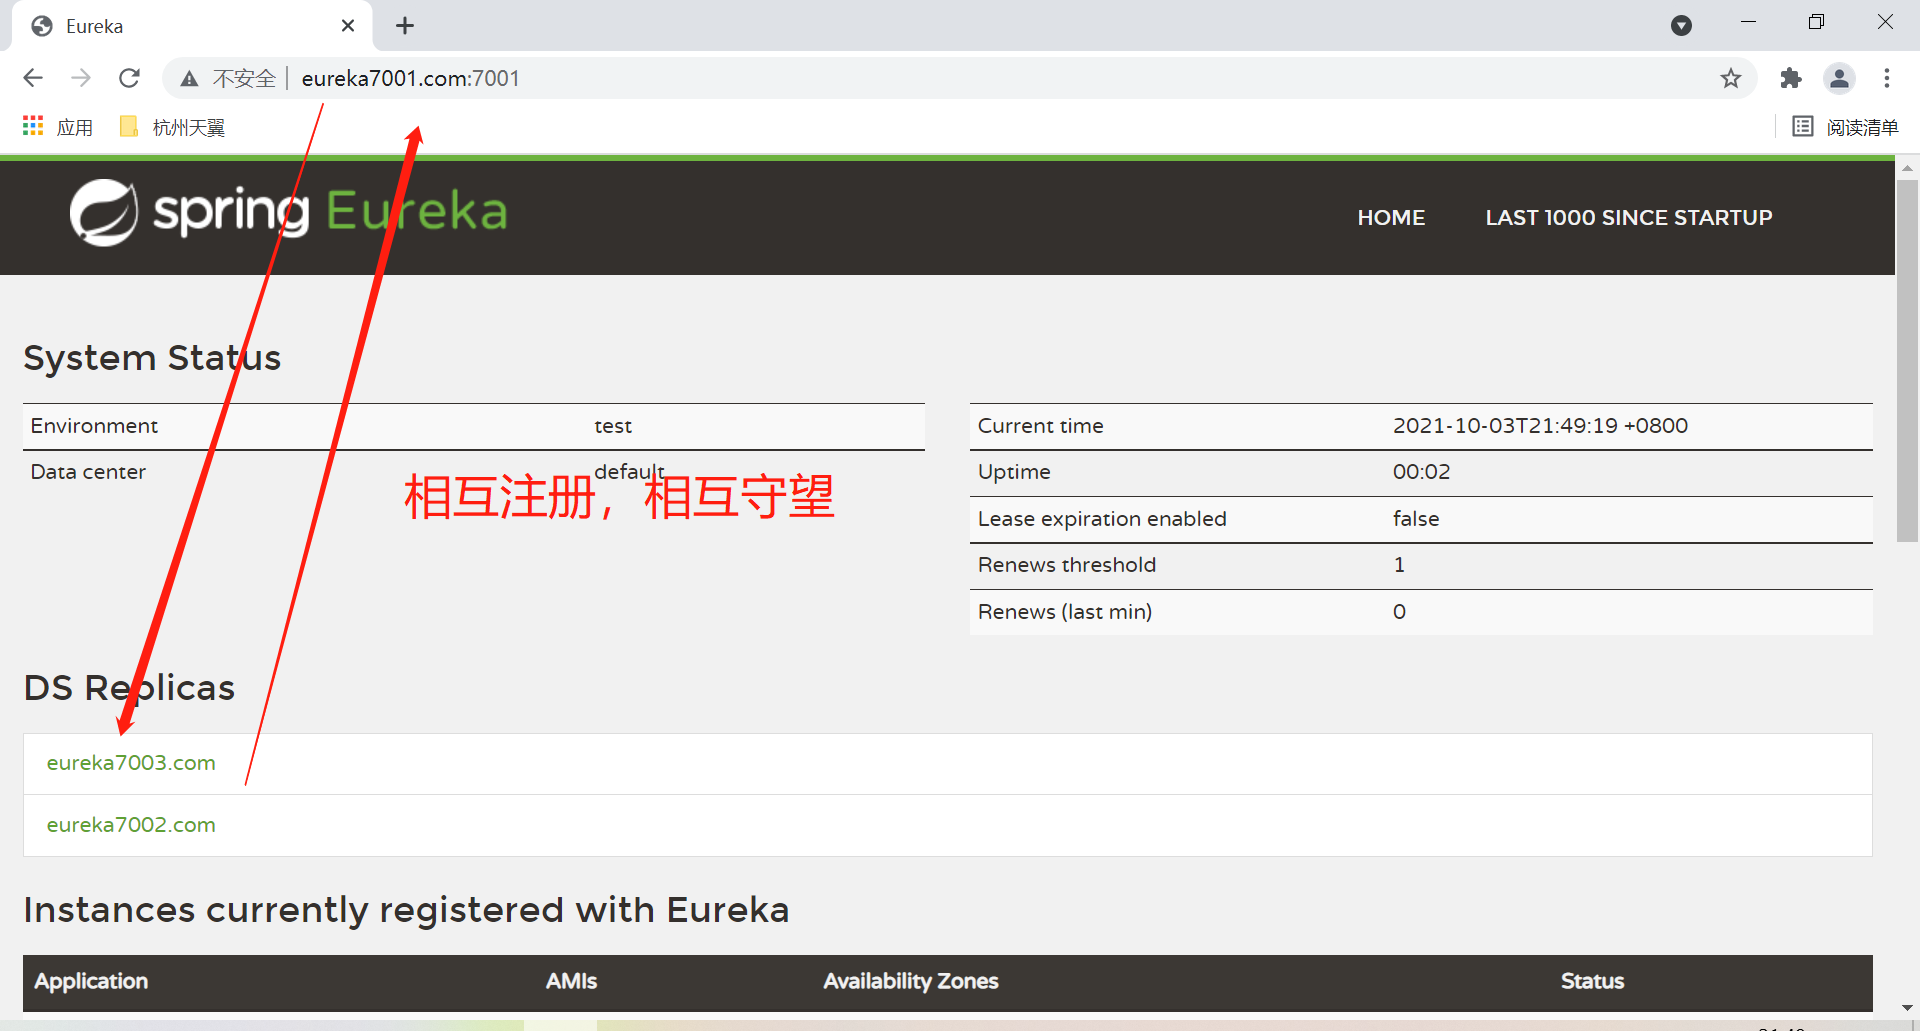 Eureka
不安全 eureka7001.com:7001
应用 杭州天翼 阅读清单
spring Eureka HOME LAST 1000 SINCE STARTUP
System Status
Environment test
Data center default
相互注册，相互守望
Current time 2021-10-03T21:49:19 +0800
Uptime 00:02
Lease expiration enabled false
Renews threshold 1
Renews (last min) 0
DS Replicas
eureka7003.com
eureka7002.com
Instances currently registered with Eureka
Application AMIs Availability Zones Status